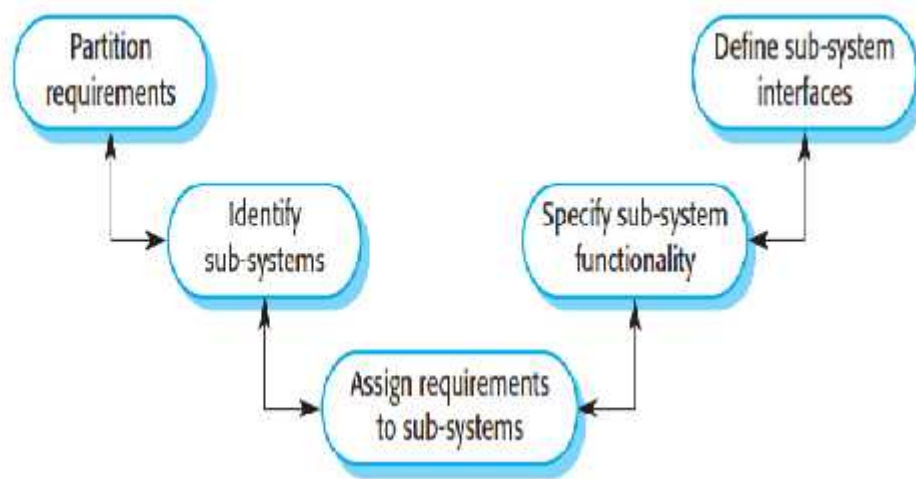 Partition
requirements
Identify
sub-systems
Assign requirements
to sub-systems
Specify sub-system
functionality
Define sub-system
interfaces